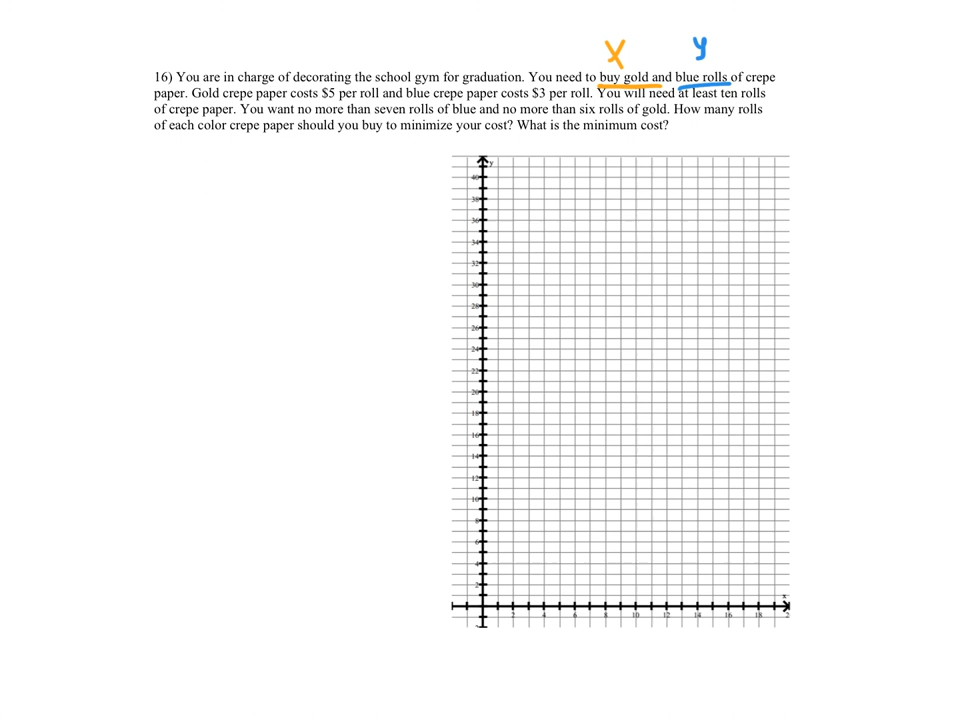 X y
16) You are in charge of decorating the school gym for graduation. You need to buy gold and blue rolls of crepe
paper. Gold crepe paper costs $5 per roll and blue crepe paper costs $3 per roll. You will need at least ten rolls
of crepe paper. You want no more than seven rolls of blue and no more than six rolls of gold. How many rolls
of each color crepe paper should you buy to minimize your cost? What is the minimum cost?
y
40
38
36
34
32
30
28
26
24
22
20
18
16
14
12
10
8
6
4
2
x
2 4 6 8 10 12 14 16 18 2